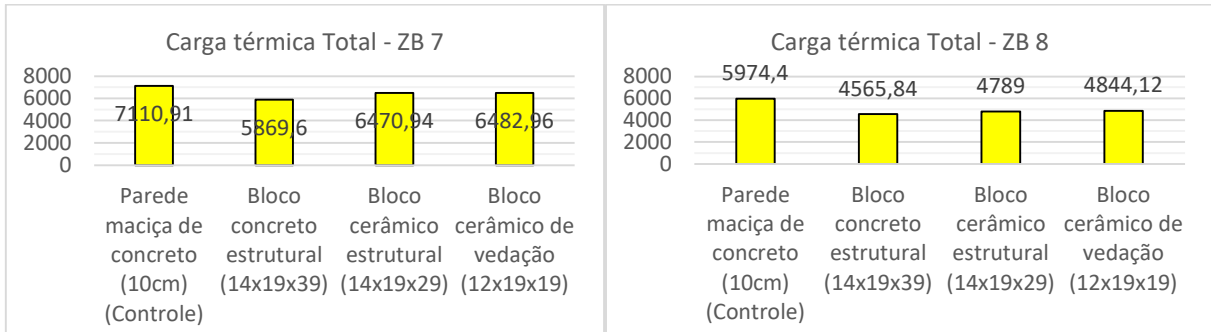 Carga térmica Total - ZB 7
8000
6000
4000
2000
0
7110,91
5869,6
6470,94
6482,96
Parede
maciça de
concreto
(10cm)
(Controle)
Bloco
concreto
estrutural
(14x19x39)
Bloco
cerâmico
estrutural
(14x19x29)
Bloco
cerâmico de
vedação
(12x19x19)
Carga térmica Total - ZB 8
8000
6000
4000
2000
0
5974,4
4565,84
4789
4844,12
Parede
maciça de
concreto
(10cm)
(Controle)
Bloco
concreto
estrutural
(14x19x39)
Bloco
cerâmico
estrutural
(14x19x29)
Bloco
cerâmico de
vedação
(12x19x19)